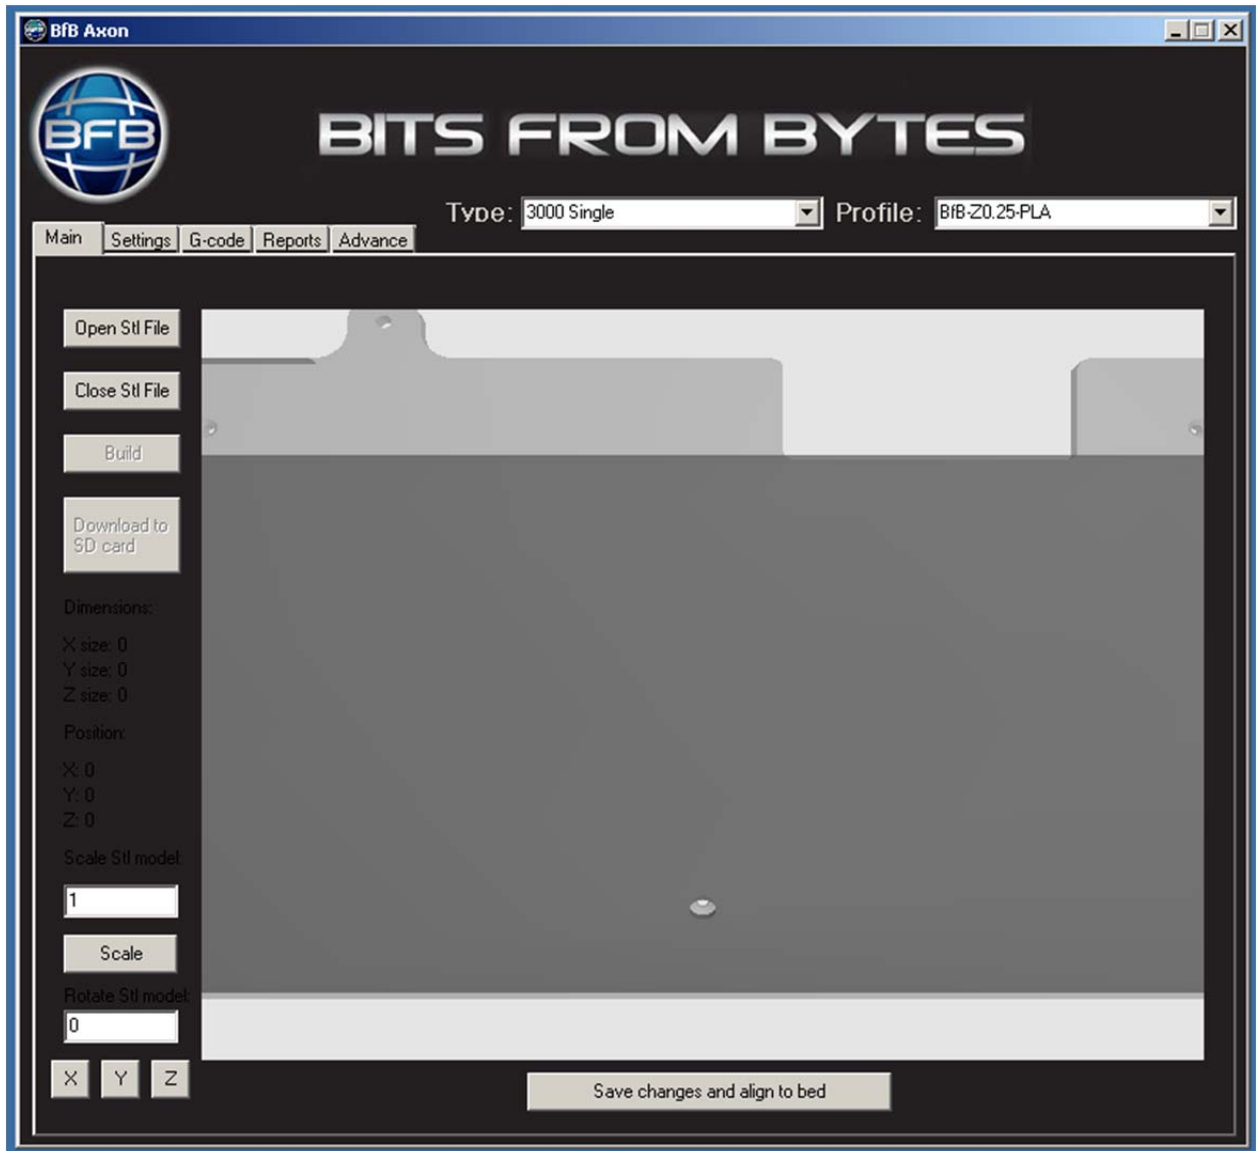 BfB Axon
BFB
BITS FROM BYTES
Type: 3000 Single Profile: BfB-Z0.25-PLA
Main Settings G-code Reports Advance
Open Stl File
Close Stl File
Build
Download to
SD card
Dimensions:
X size: 0
Y size: 0
Z size: 0
Position:
X: 0
Y: 0
Z: 0
Scale Stl model:
1
Scale
Rotate Stl model:
0
X Y Z
Save changes and align to bed